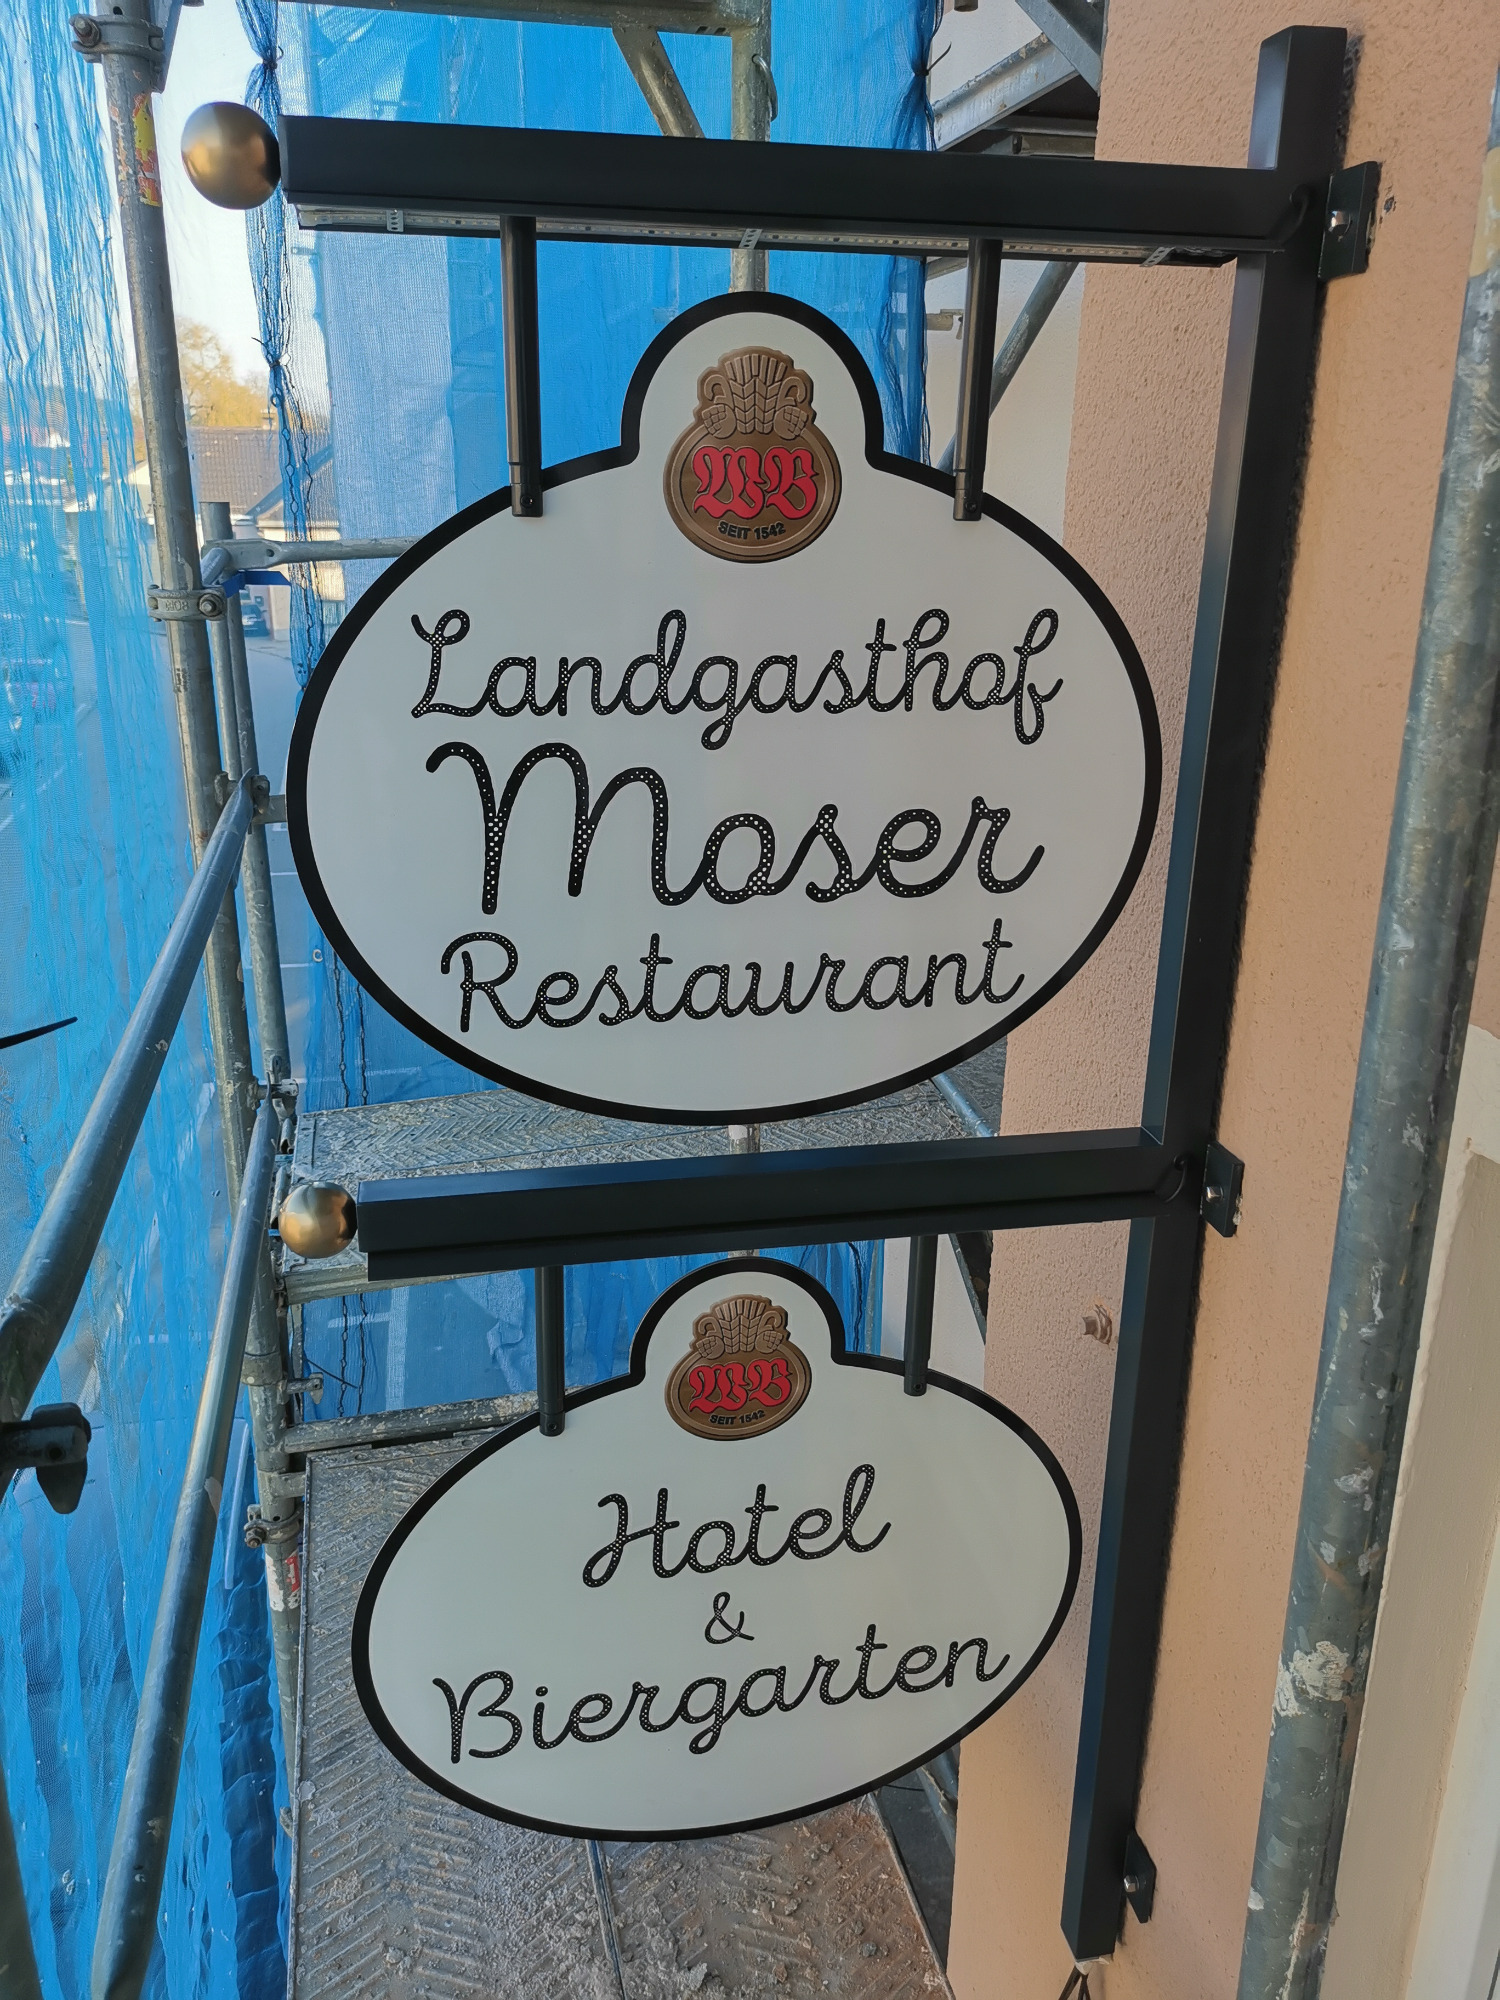 WB
SEIT 1542
Landgasthof
Moser
Restaurant
WB
SEIT 1542
Hotel
&
Biergarten